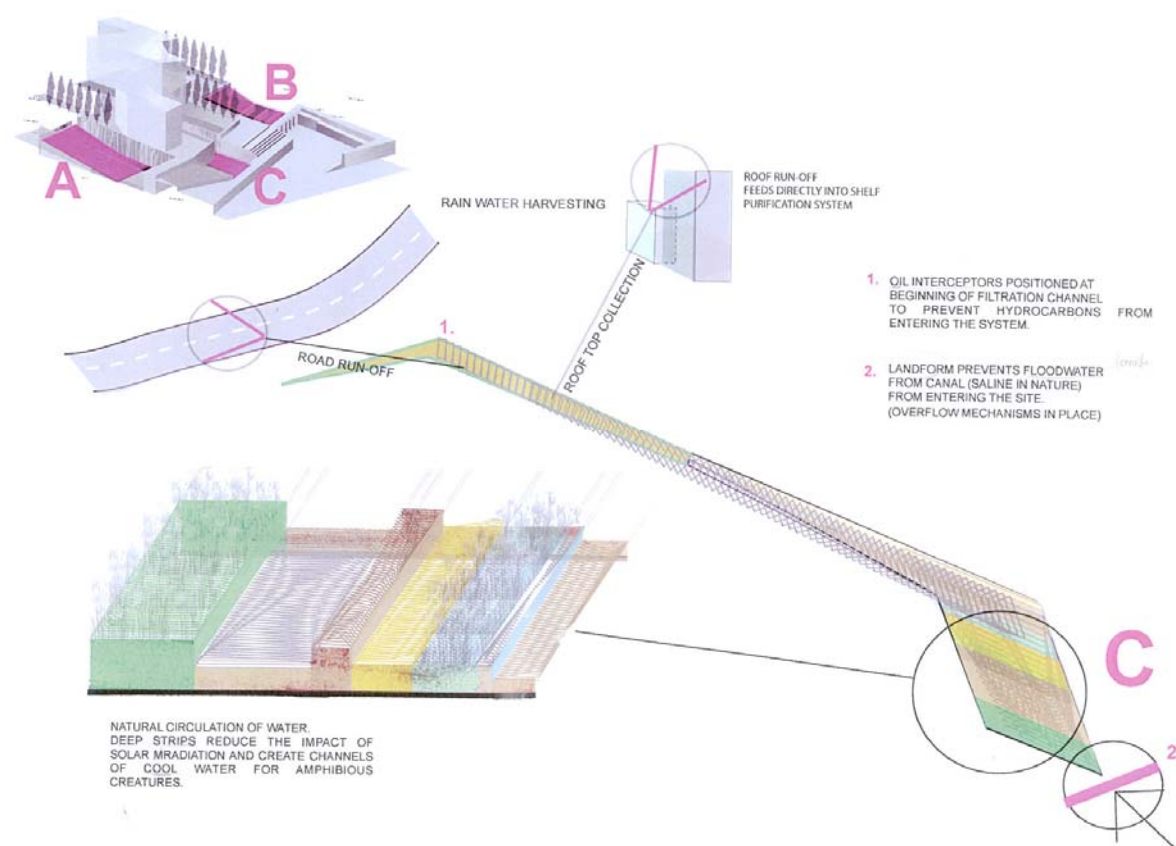 B
A
C
RAIN WATER HARVESTING
ROOF RUN-OFF
FEEDS DIRECTLY INTO SHELF
PURIFICATION SYSTEM
ROAD RUN-OFF
1.
ROOF TOP COLLECTION
1. OIL INTERCEPTORS POSITIONED AT
BEGINNING OF FILTRATION CHANNEL
TO PREVENT HYDROCARBONS FROM
ENTERING THE SYSTEM.
2. LANDFORM PREVENTS FLOODWATER
FROM CANAL (SALINE IN NATURE)
FROM ENTERING THE SITE.
(OVERFLOW MECHANISMS IN PLACE)
C
2
NATURAL CIRCULATION OF WATER.
DEEP STRIPS REDUCE THE IMPACT OF
SOLAR MRADIATION AND CREATE CHANNELS
OF COOL WATER FOR AMPHIBIOUS
CREATURES.